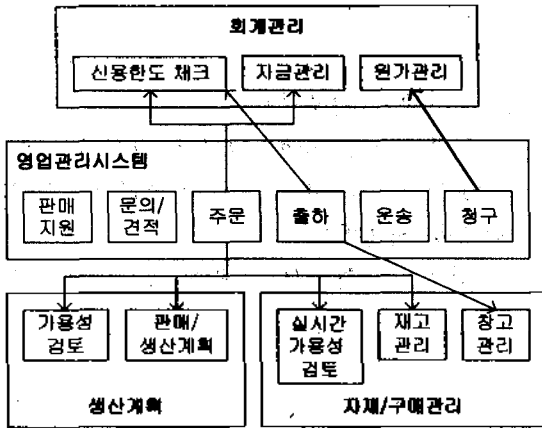 회계관리
신용한도 체크
자금관리
원가관리
영업관리시스템
판매
지원
문의/
견적
주문
출하
운송
청구
가용성
검토
판매/
생산계획
실시간
가용성
검토
재고
관리
창고
관리
생산계획
자재/구매관리